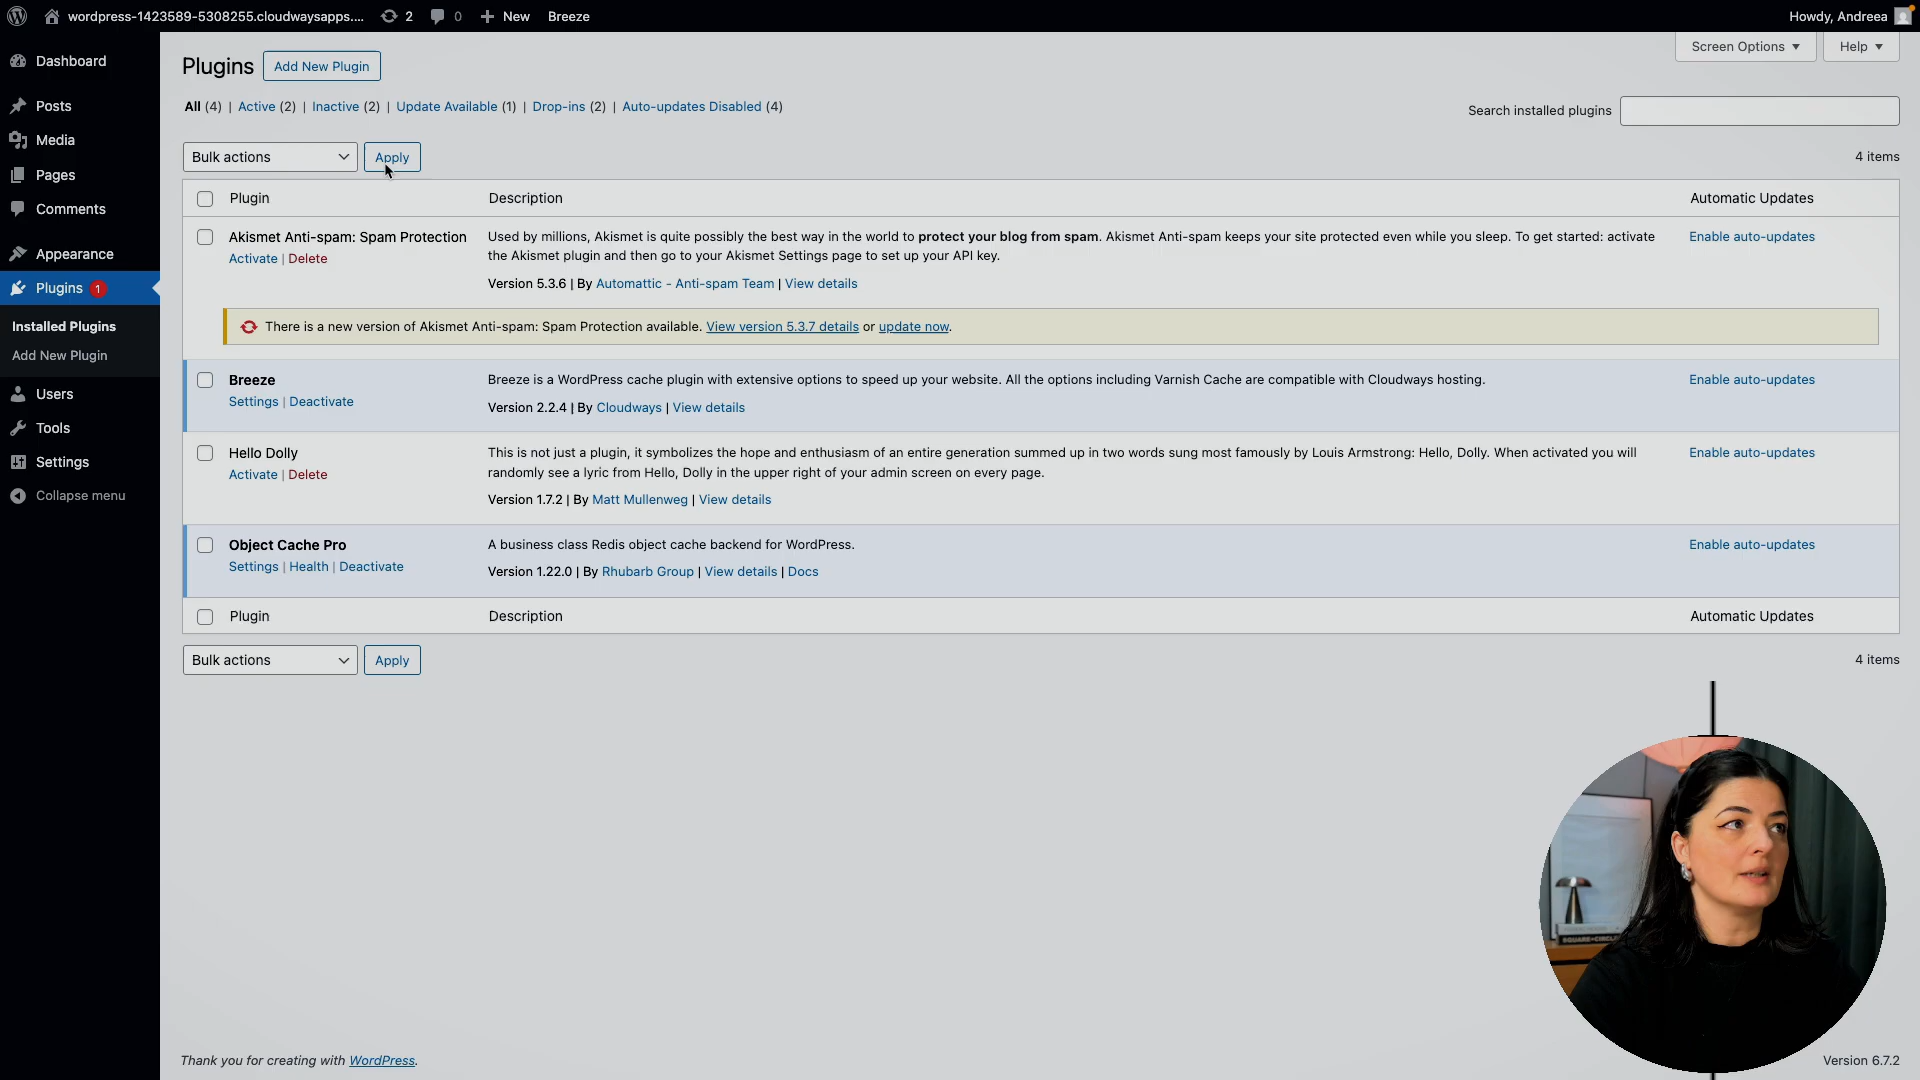 wordpress-1423589-5308255.cloudwaysapps.... 2 0 New Breeze Howdy, Andreea
Screen Options Help
Dashboard
Posts
Media
Pages
Comments
Appearance
Plugins 1
Installed Plugins
Add New Plugin
Users
Tools
Settings
Collapse menu
Plugins Add New Plugin
All (4) | Active (2) | Inactive (2) | Update Available (1) | Drop-ins (2) | Auto-updates Disabled (4)
Search installed plugins
Bulk actions Apply 4 items
Plugin Description Automatic Updates
Akismet Anti-spam: Spam Protection
Activate | Delete
Used by millions, Akismet is quite possibly the best way in the world to protect your blog from spam. Akismet Anti-spam keeps your site protected even while you sleep. To get started: activate
the Akismet plugin and then go to your Akismet Settings page to set up your API key.
Version 5.3.6 | By Automattic - Anti-spam Team | View details
Enable auto-updates
There is a new version of Akismet Anti-spam: Spam Protection available. View version 5.3.7 details or update now.
Breeze
Settings | Deactivate
Breeze is a WordPress cache plugin with extensive options to speed up your website. All the options including Varnish Cache are compatible with Cloudways hosting.
Version 2.2.4 | By Cloudways | View details
Enable auto-updates
Hello Dolly
Activate | Delete
This is not just a plugin, it symbolizes the hope and enthusiasm of an entire generation summed up in two words sung most famously by Louis Armstrong: Hello, Dolly. When activated you will
randomly see a lyric from Hello, Dolly in the upper right of your admin screen on every page.
Version 1.7.2 | By Matt Mullenweg | View details
Enable auto-updates
Object Cache Pro
Settings | Health | Deactivate
A business class Redis object cache backend for WordPress.
Version 1.22.0 | By Rhubarb Group | View details | Docs
Enable auto-updates
Plugin Description Automatic Updates
Bulk actions Apply 4 items
SQUARE-CIRCLE
Thank you for creating with WordPress. Version 6.7.2